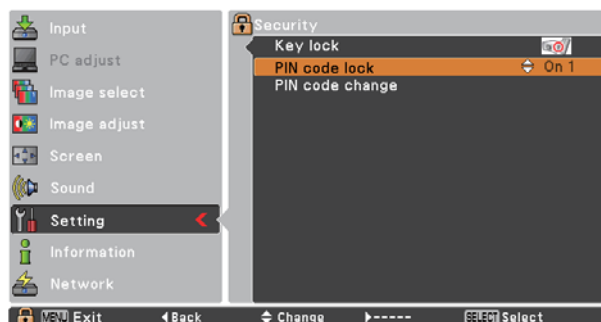 Input
PC adjust
Image select
Image adjust
Screen
Sound
Setting
Information
Network
Security
Key lock
PIN code lock On 1
PIN code change
MENU Exit Back Change ----- SELECT Select